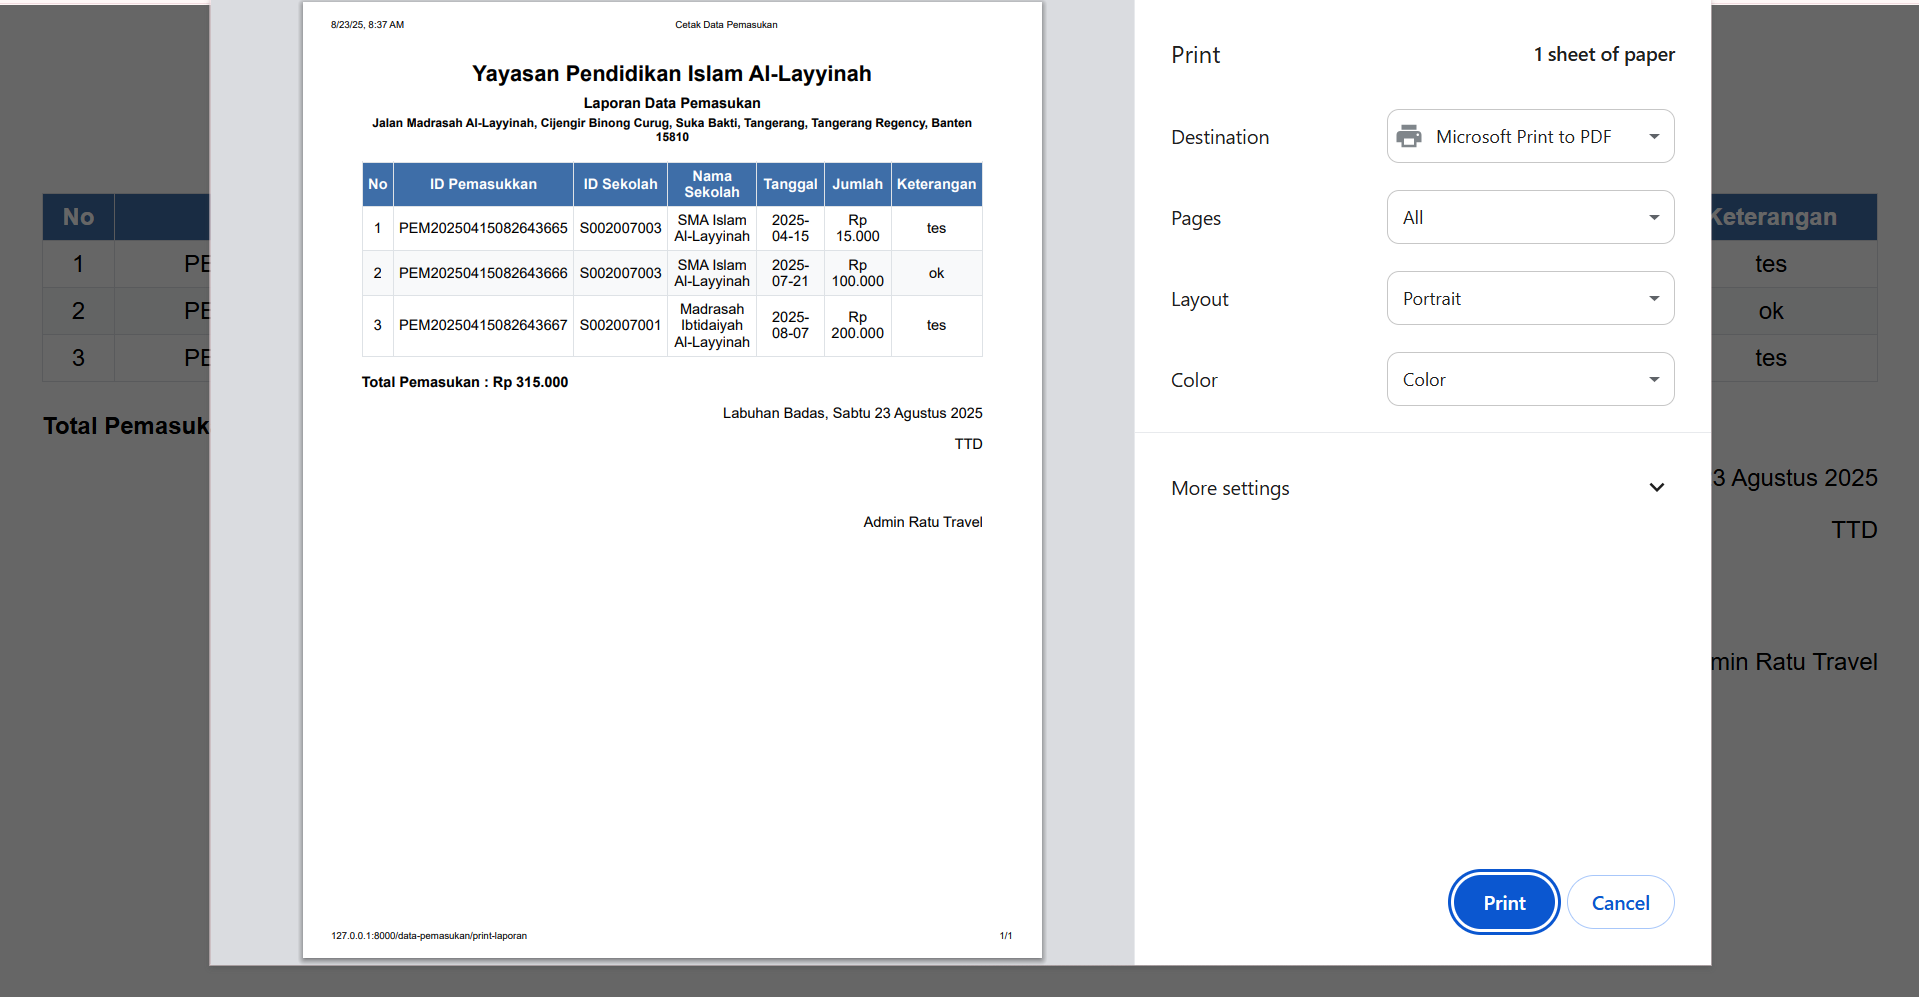 8/23/25, 8:37 AM Cetak Data Pemasukan
Yayasan Pendidikan Islam Al-Layyinah
Laporan Data Pemasukan
Jalan Madrasah Al-Layyinah, Cijengir Binong Curug, Suka Bakti, Tangerang, Tangerang Regency, Banten
15810
No ID Pemasukkan ID Sekolah Nama Sekolah Tanggal Jumlah Keterangan
1 PEM20250415082643665 S002007003 SMA Islam Al-Layyinah 2025-04-15 Rp 15.000 tes
2 PEM20250415082643666 S002007003 SMA Islam Al-Layyinah 2025-07-21 Rp 100.000 ok
3 PEM20250415082643667 S002007001 Madrasah Ibtidaiyah Al-Layyinah 2025-08-07 Rp 200.000 tes
Total Pemasukan : Rp 315.000
Labuhan Badas, Sabtu 23 Agustus 2025
TTD
Admin Ratu Travel
127.0.0.1:8000/data-pemasukan/print-laporan 1/1
Print 1 sheet of paper
Destination Microsoft Print to PDF
Pages All
Layout Portrait
Color Color
More settings
Print Cancel
No
1 PE
2 PE
3 PE
Total Pemasuk
Keterangan
tes
ok
tes
3 Agustus 2025
TTD
min Ratu Travel